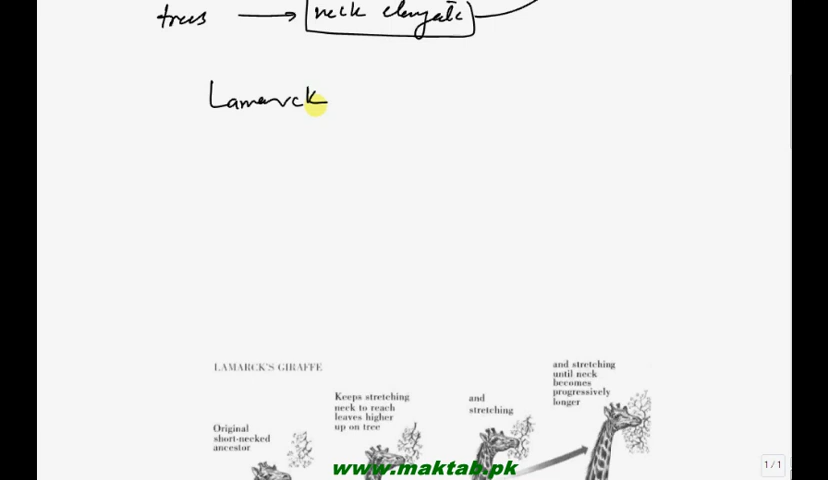 trees → neck elongate
Lamarck
LAMARCK'S GIRAFFE
Original
short-necked
ancestor
Keeps stretching
neck to reach
leaves higher
up on tree
and
stretching
and stretching
until neck
becomes
progressively
longer
www.maktab.pk
1/1